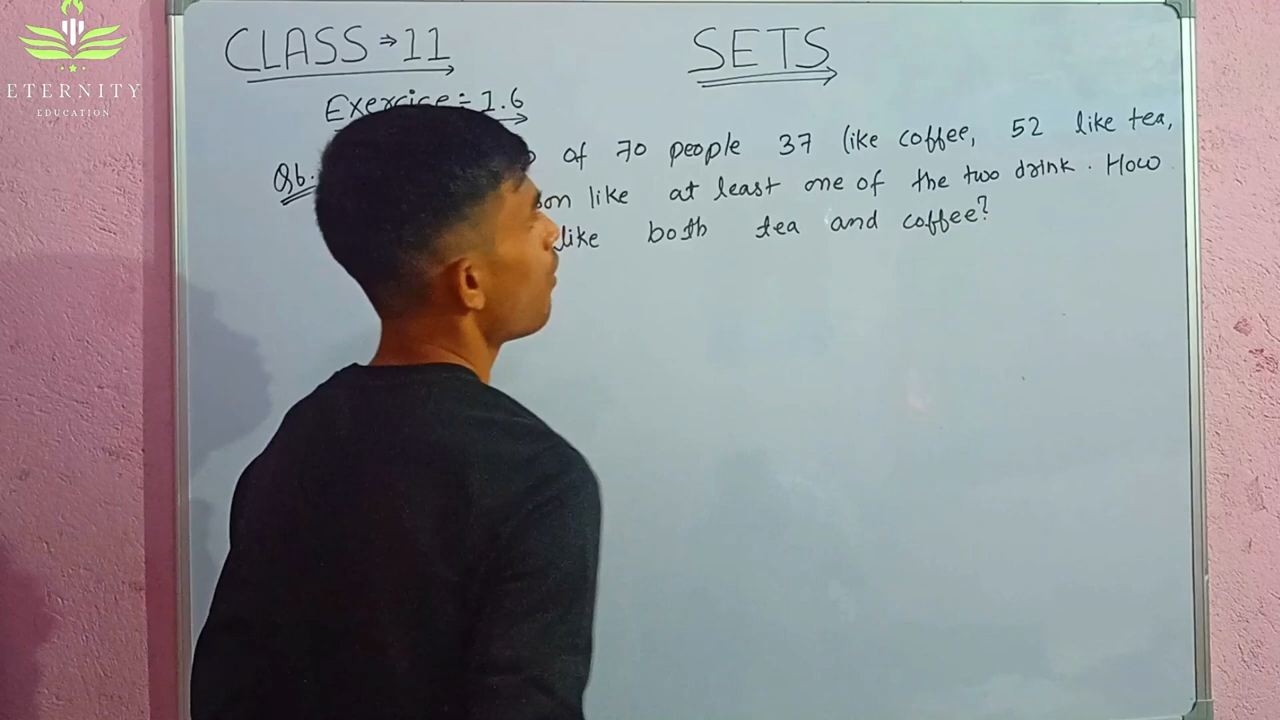 ETERNITY
EDUCATION
CLASS → 11
SETS
Exercise = 1.6
Q6. of 70 people 37 like coffee, 52 like tea,
like at least one of the two drink. How
like both tea and coffee?